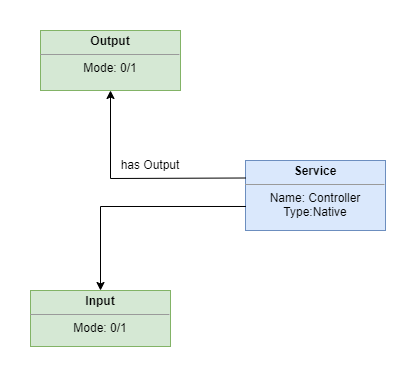 Output
Mode: 0/1
has Output
Service
Name: Controller
Type:Native
Input
Mode: 0/1